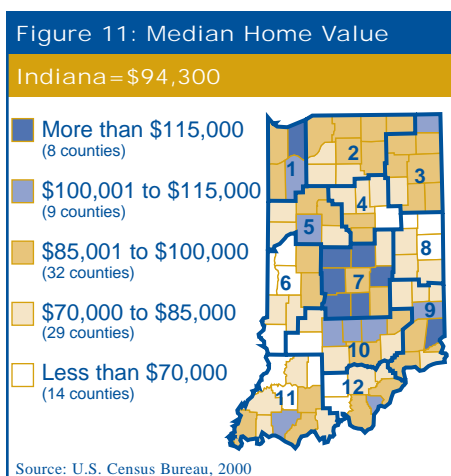 Figure 11: Median Home Value
Indiana=$94,300
More than $115,000
(8 counties)
$100,001 to $115,000
(9 counties)
$85,001 to $100,000
(32 counties)
$70,000 to $85,000
(29 counties)
Less than $70,000
(14 counties)
1
2
3
4
5
6
7
8
9
10
11
12
Source: U.S. Census Bureau, 2000